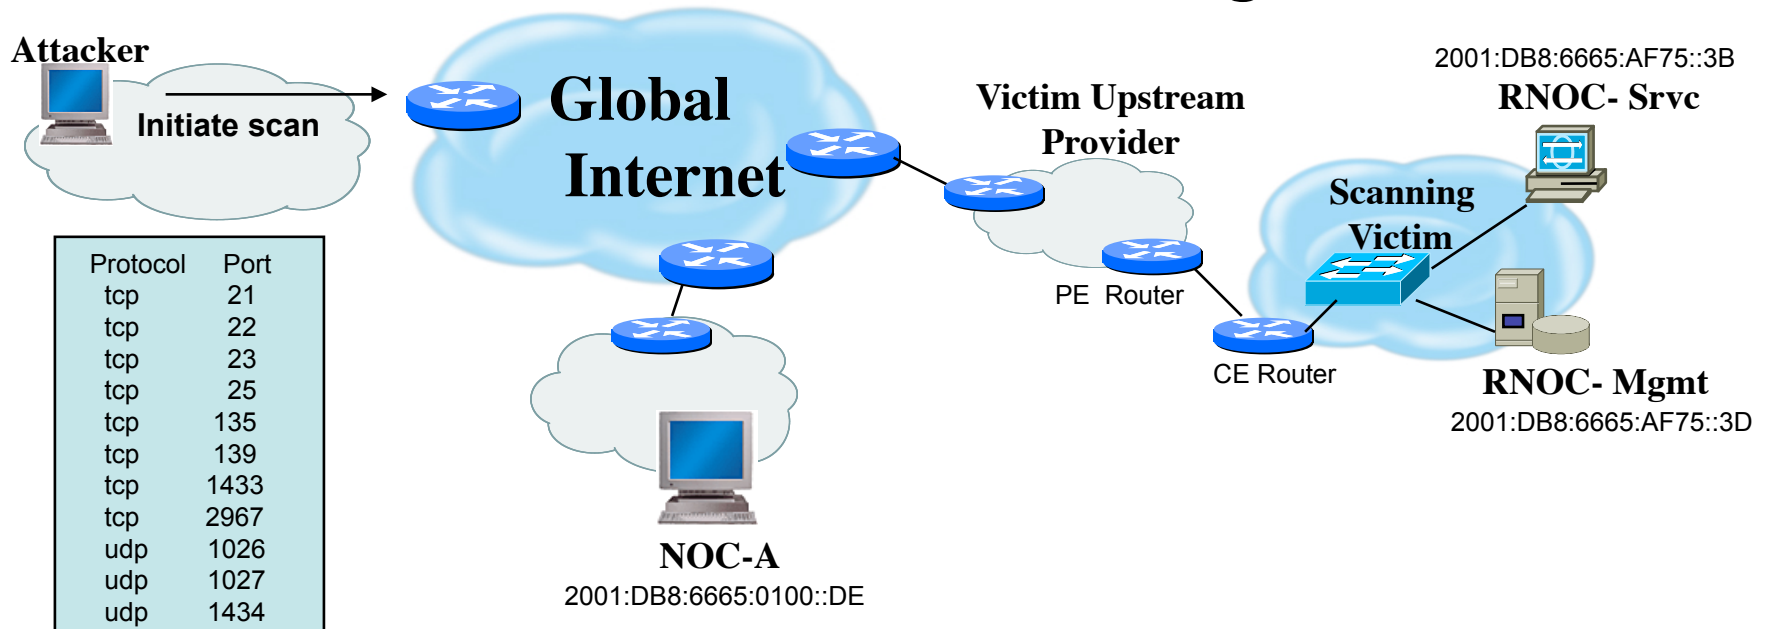 Attacker
Initiate scan
Global
Internet
Victim Upstream
Provider
2001:DB8:6665:AF75::3B
RNOC- Srvc
Scanning
Victim
PE Router
CE Router
RNOC- Mgmt
2001:DB8:6665:AF75::3D
NOC-A
2001:DB8:6665:0100::DE
Protocol Port
tcp 21
tcp 22
tcp 23
tcp 25
tcp 135
tcp 139
tcp 1433
tcp 2967
udp 1026
udp 1027
udp 1434